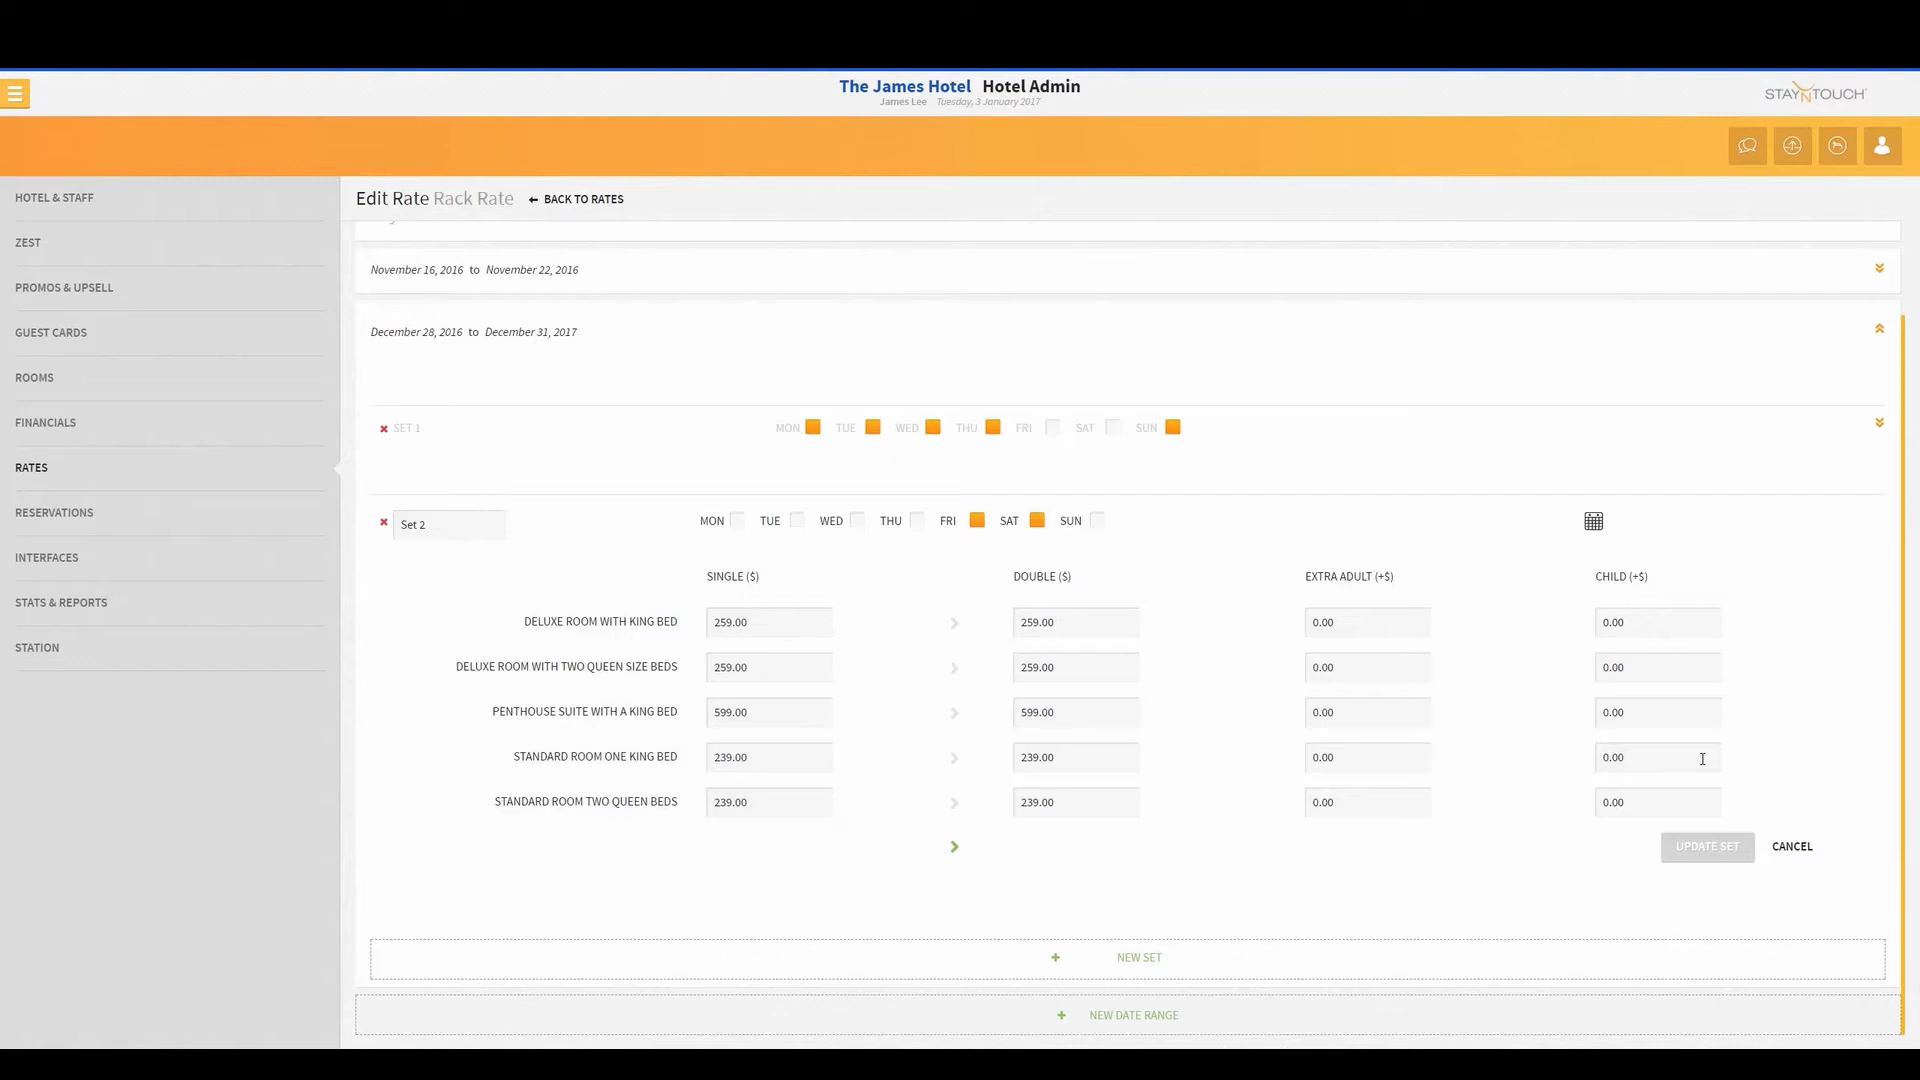 The James Hotel Hotel Admin
James Lee Tuesday, 3 January 2017
STAYNTOUCH
HOTEL & STAFF
ZEST
PROMOS & UPSELL
GUEST CARDS
ROOMS
FINANCIALS
RATES
RESERVATIONS
INTERFACES
STATS & REPORTS
STATION
Edit Rate Rack Rate BACK TO RATES
November 16, 2016 to November 22, 2016
December 28, 2016 to December 31, 2017
SET 1 MON TUE WED THU FRI SAT SUN
Set 2 MON TUE WED THU FRI SAT SUN
SINGLE ($) DOUBLE ($) EXTRA ADULT (+$) CHILD (+$)
DELUXE ROOM WITH KING BED 259.00 259.00 0.00 0.00
DELUXE ROOM WITH TWO QUEEN SIZE BEDS 259.00 259.00 0.00 0.00
PENTHOUSE SUITE WITH A KING BED 599.00 599.00 0.00 0.00
STANDARD ROOM ONE KING BED 239.00 239.00 0.00 0.00
STANDARD ROOM TWO QUEEN BEDS 239.00 239.00 0.00 0.00
UPDATE SET CANCEL
+ NEW SET
+ NEW DATE RANGE